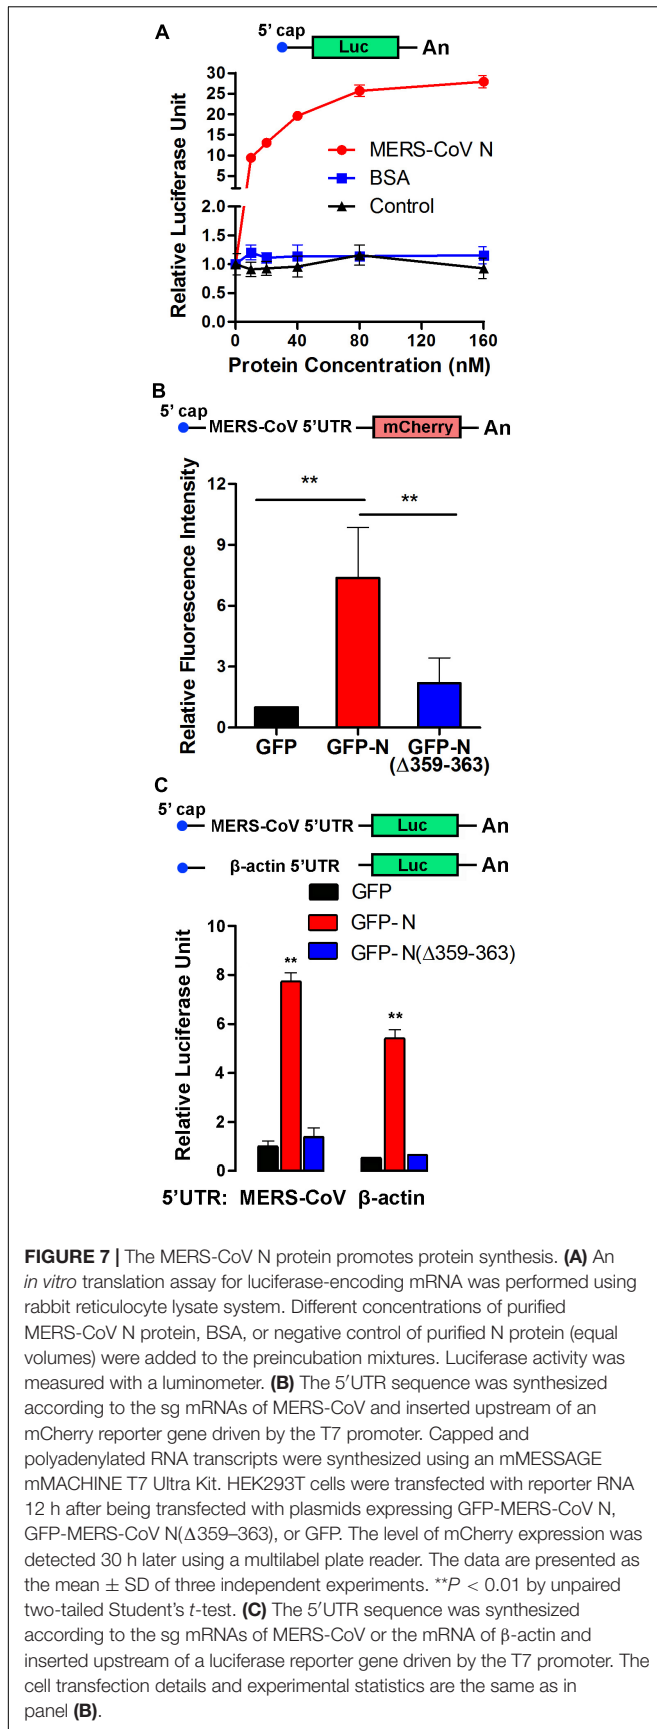 A
5' cap
Luc
An
Relative Luciferase Unit
30
25
20
15
10
5
2.0
1.5
1.0
0.5
0.0
MERS-CoV N
BSA
Control
0 40 80 120 160
Protein Concentration (nM)
B
5' cap
MERS-CoV 5'UTR mCherry An
Relative Fluorescence Intensity
12
9
6
3
0
** **
GFP GFP-N GFP-N
(Δ359-363)
C
5' cap
MERS-CoV 5'UTR Luc An
β-actin 5'UTR Luc An
GFP
GFP-N
GFP-N(Δ359-363)
Relative Luciferase Unit
10
8
6
4
2
0
** **
5'UTR: MERS-CoV β-actin
FIGURE 7 | The MERS-CoV N protein promotes protein synthesis. (A) An
in vitro translation assay for luciferase-encoding mRNA was performed using
rabbit reticulocyte lysate system. Different concentrations of purified
MERS-CoV N protein, BSA, or negative control of purified N protein (equal
volumes) were added to the preincubation mixtures. Luciferase activity was
measured with a luminometer. (B) The 5′UTR sequence was synthesized
according to the sg mRNAs of MERS-CoV and inserted upstream of an
mCherry reporter gene driven by the T7 promoter. Capped and
polyadenylated RNA transcripts were synthesized using an mMESSAGE
mMACHINE T7 Ultra Kit. HEK293T cells were transfected with reporter RNA
12 h after being transfected with plasmids expressing GFP-MERS-CoV N,
GFP-MERS-CoV N(Δ359–363), or GFP. The level of mCherry expression was
detected 30 h later using a multilabel plate reader. The data are presented as
the mean ± SD of three independent experiments. **P < 0.01 by unpaired
two-tailed Student's t-test. (C) The 5′UTR sequence was synthesized
according to the sg mRNAs of MERS-CoV or the mRNA of β-actin and
inserted upstream of a luciferase reporter gene driven by the T7 promoter. The
cell transfection details and experimental statistics are the same as in
panel (B).